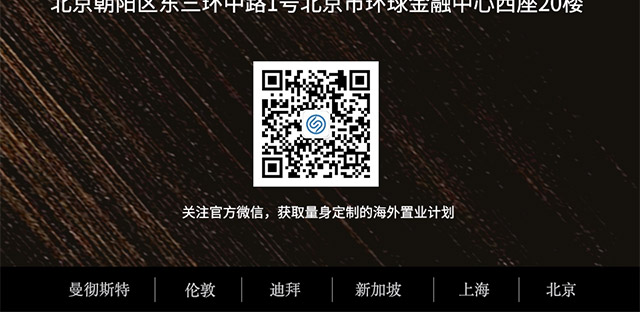 北京朝阳区东三环中路1号北京市环球金融中心西座20楼
关注官方微信，获取量身定制的海外置业计划
曼彻斯特 | 伦敦 | 迪拜 | 新加坡 | 上海 | 北京